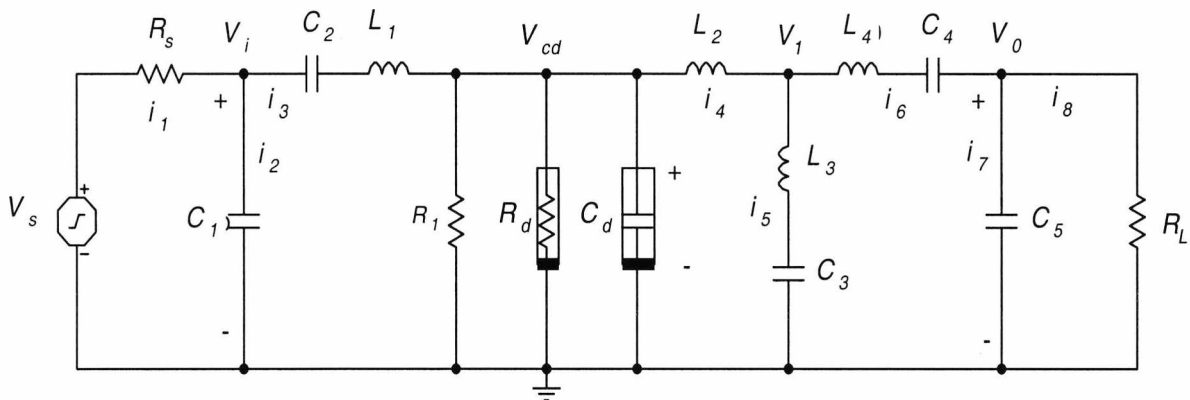 R_s V_i C_2 L_1 V_cd L_2 V_1 L_4) C_4 V_0
+ i_3 i_4 i_6 + i_8
i_1
i_2 L_3 i_7
+ +
V_s C_1) R_1 R_d C_d i_5 C_5 R_L
- - C_3
- -